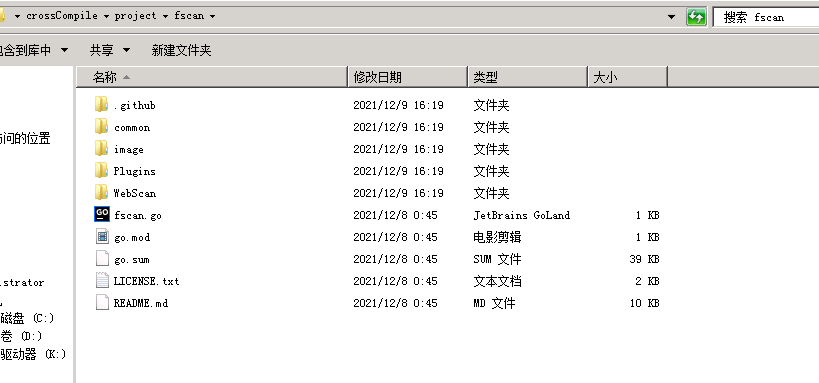 crossCompile project fscan 搜索 fscan
包含到库中 共享 新建文件夹
名称 修改日期 类型 大小
.github 2021/12/9 16:19 文件夹
common 2021/12/9 16:19 文件夹
image 2021/12/9 16:19 文件夹
Plugins 2021/12/9 16:19 文件夹
WebScan 2021/12/9 16:19 文件夹
GO fscan.go 2021/12/8 0:45 JetBrains GoLand 1 KB
go.mod 2021/12/8 0:45 电影剪辑 1 KB
go.sum 2021/12/8 0:45 SUM 文件 39 KB
LICENSE.txt 2021/12/8 0:45 文本文档 2 KB
README.md 2021/12/8 0:45 MD 文件 10 KB
访问的位置
istrator
磁盘 (C:)
卷 (D:)
驱动器 (K:)